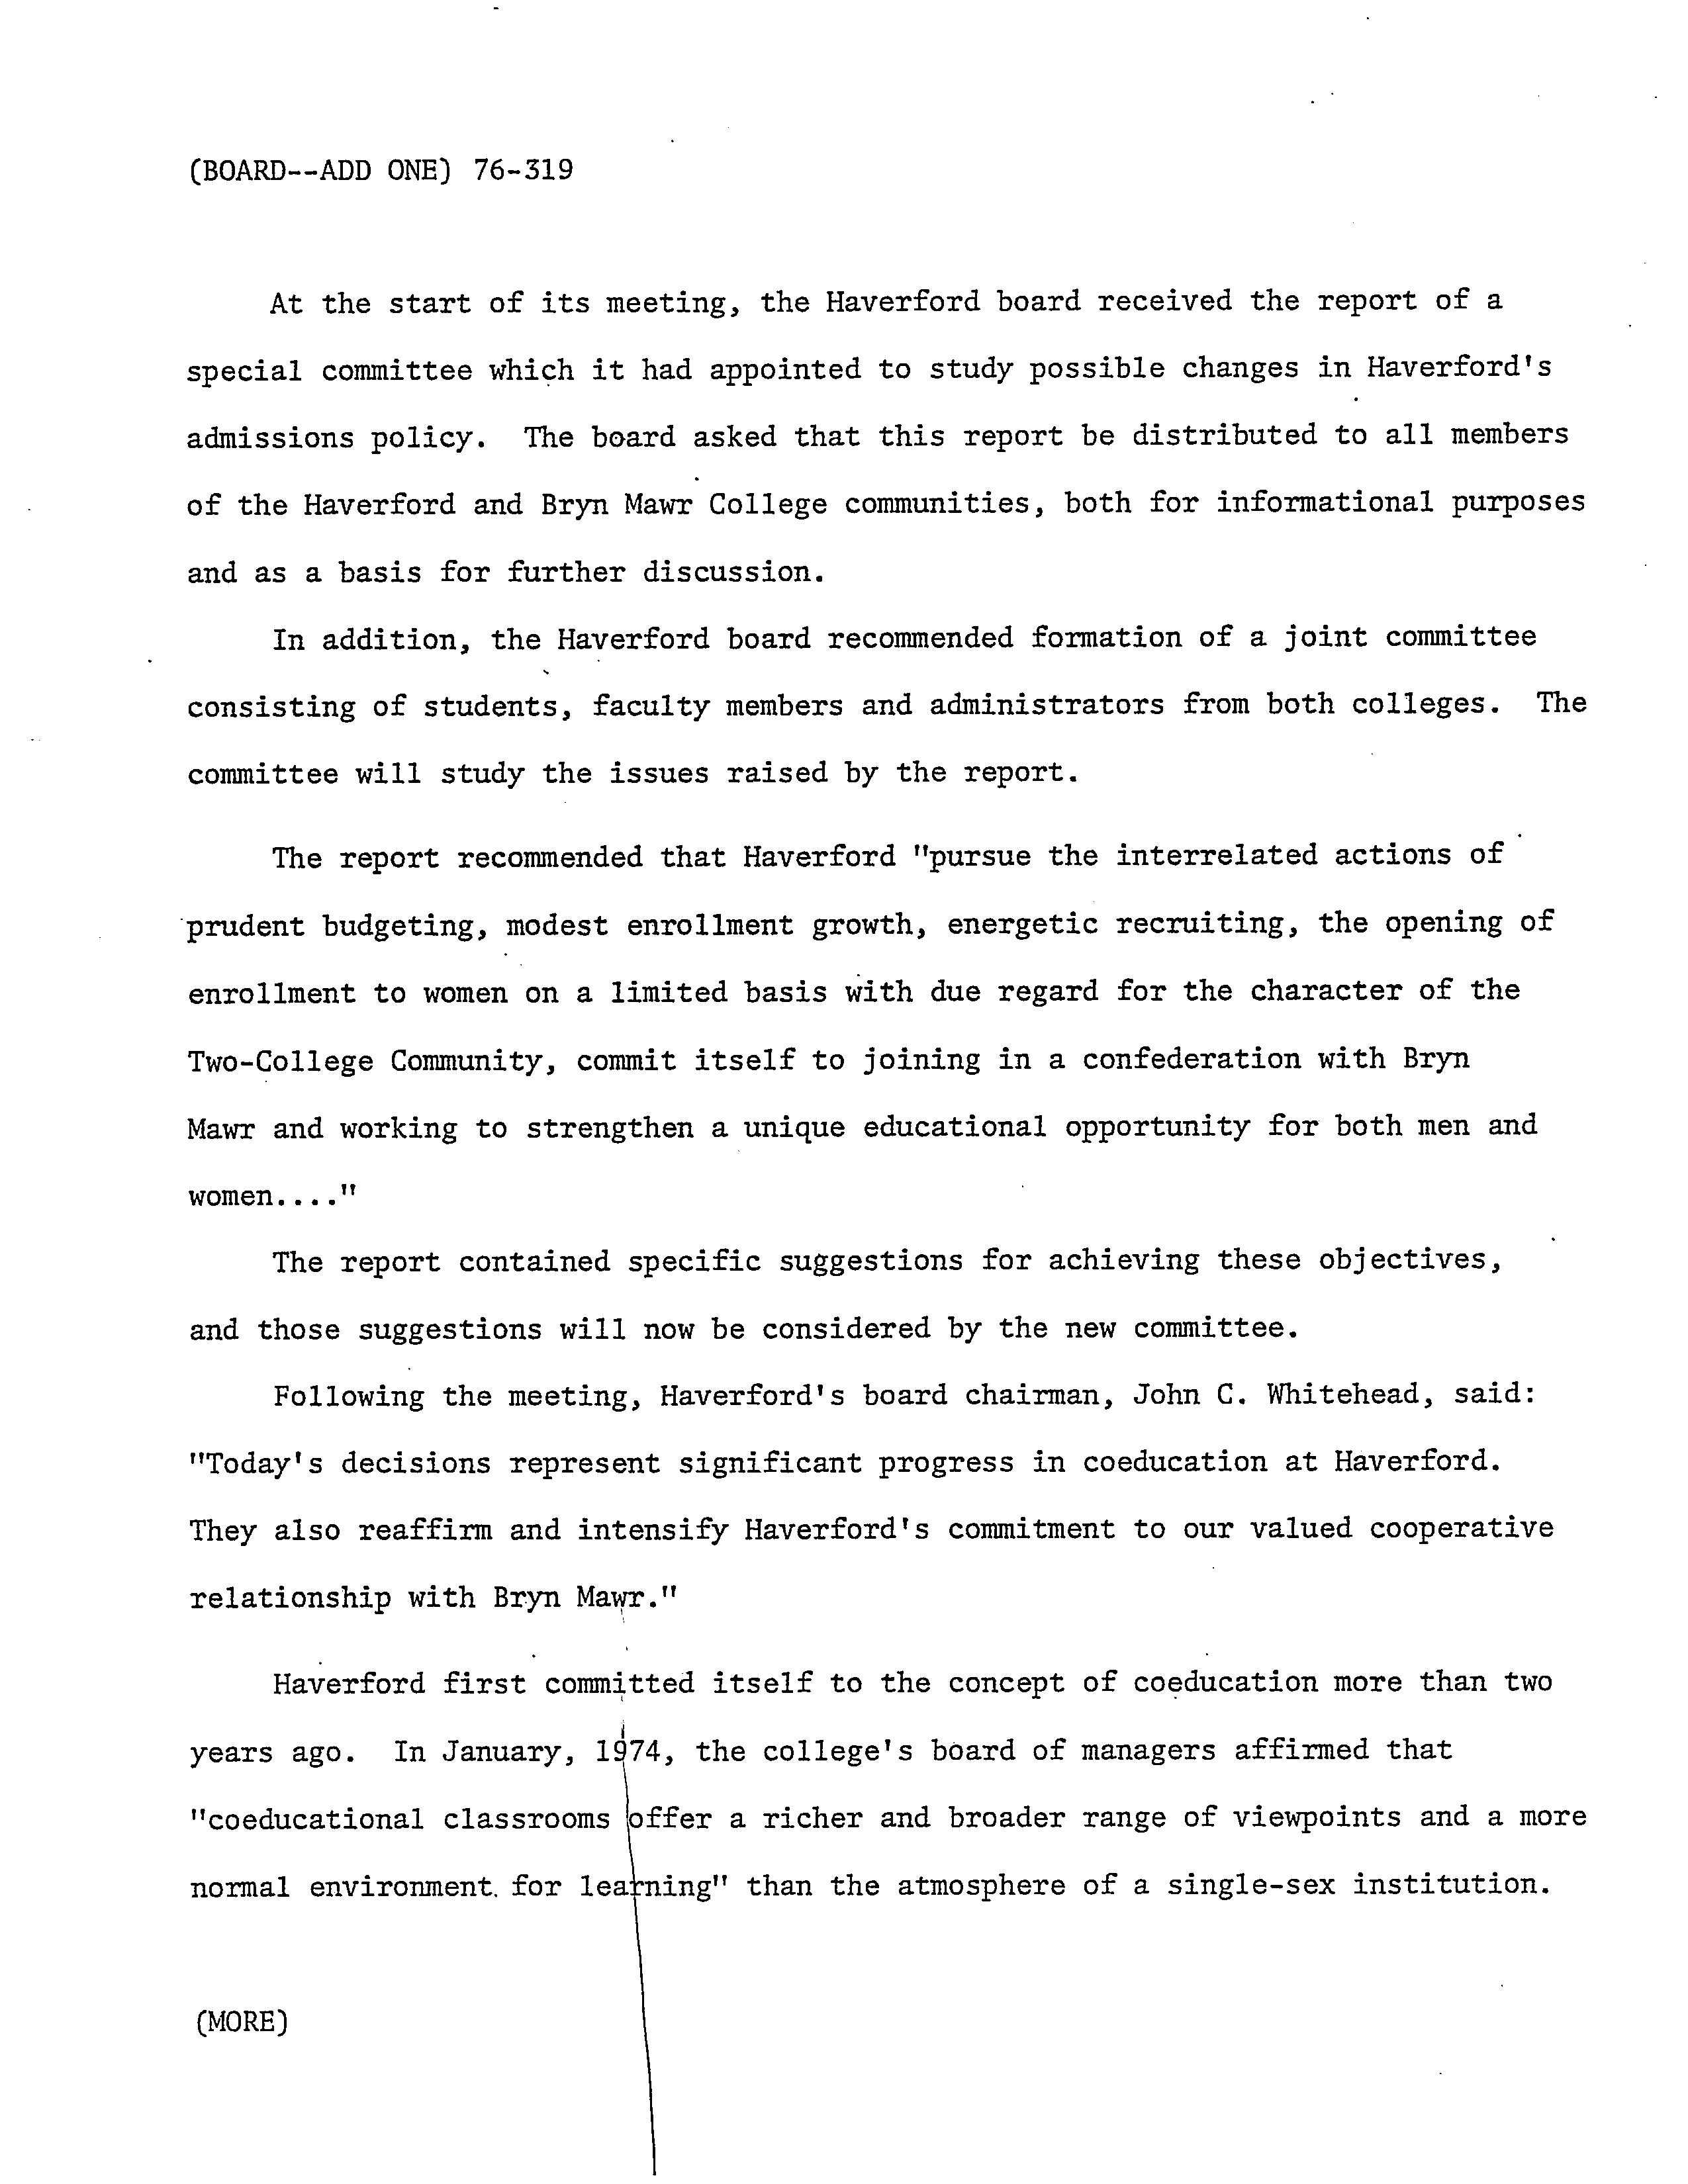 (BOARD--ADD ONE) 76-319
At the start of its meeting, the Haverford board received the report of a
special committee which it had appointed to study possible changes in Haverford's
admissions policy. The board asked that this report be distributed to all members
of the Haverford and Bryn Mawr College communities, both for informational purposes
and as a basis for further discussion.
In addition, the Haverford board recommended formation of a joint committee
consisting of students, faculty members and administrators from both colleges. The
committee will study the issues raised by the report.
The report recommended that Haverford "pursue the interrelated actions of
prudent budgeting, modest enrollment growth, energetic recruiting, the opening of
enrollment to women on a limited basis with due regard for the character of the
Two-College Community, commit itself to joining in a confederation with Bryn
Mawr and working to strengthen a unique educational opportunity for both men and
women...."
The report contained specific suggestions for achieving these objectives,
and those suggestions will now be considered by the new committee.
Following the meeting, Haverford's board chairman, John C. Whitehead, said:
"Today's decisions represent significant progress in coeducation at Haverford.
They also reaffirm and intensify Haverford's commitment to our valued cooperative
relationship with Bryn Mawr."
Haverford first committed itself to the concept of coeducation more than two
years ago. In January, 1974, the college's board of managers affirmed that
"coeducational classrooms offer a richer and broader range of viewpoints and a more
normal environment for learning" than the atmosphere of a single-sex institution.
(MORE)